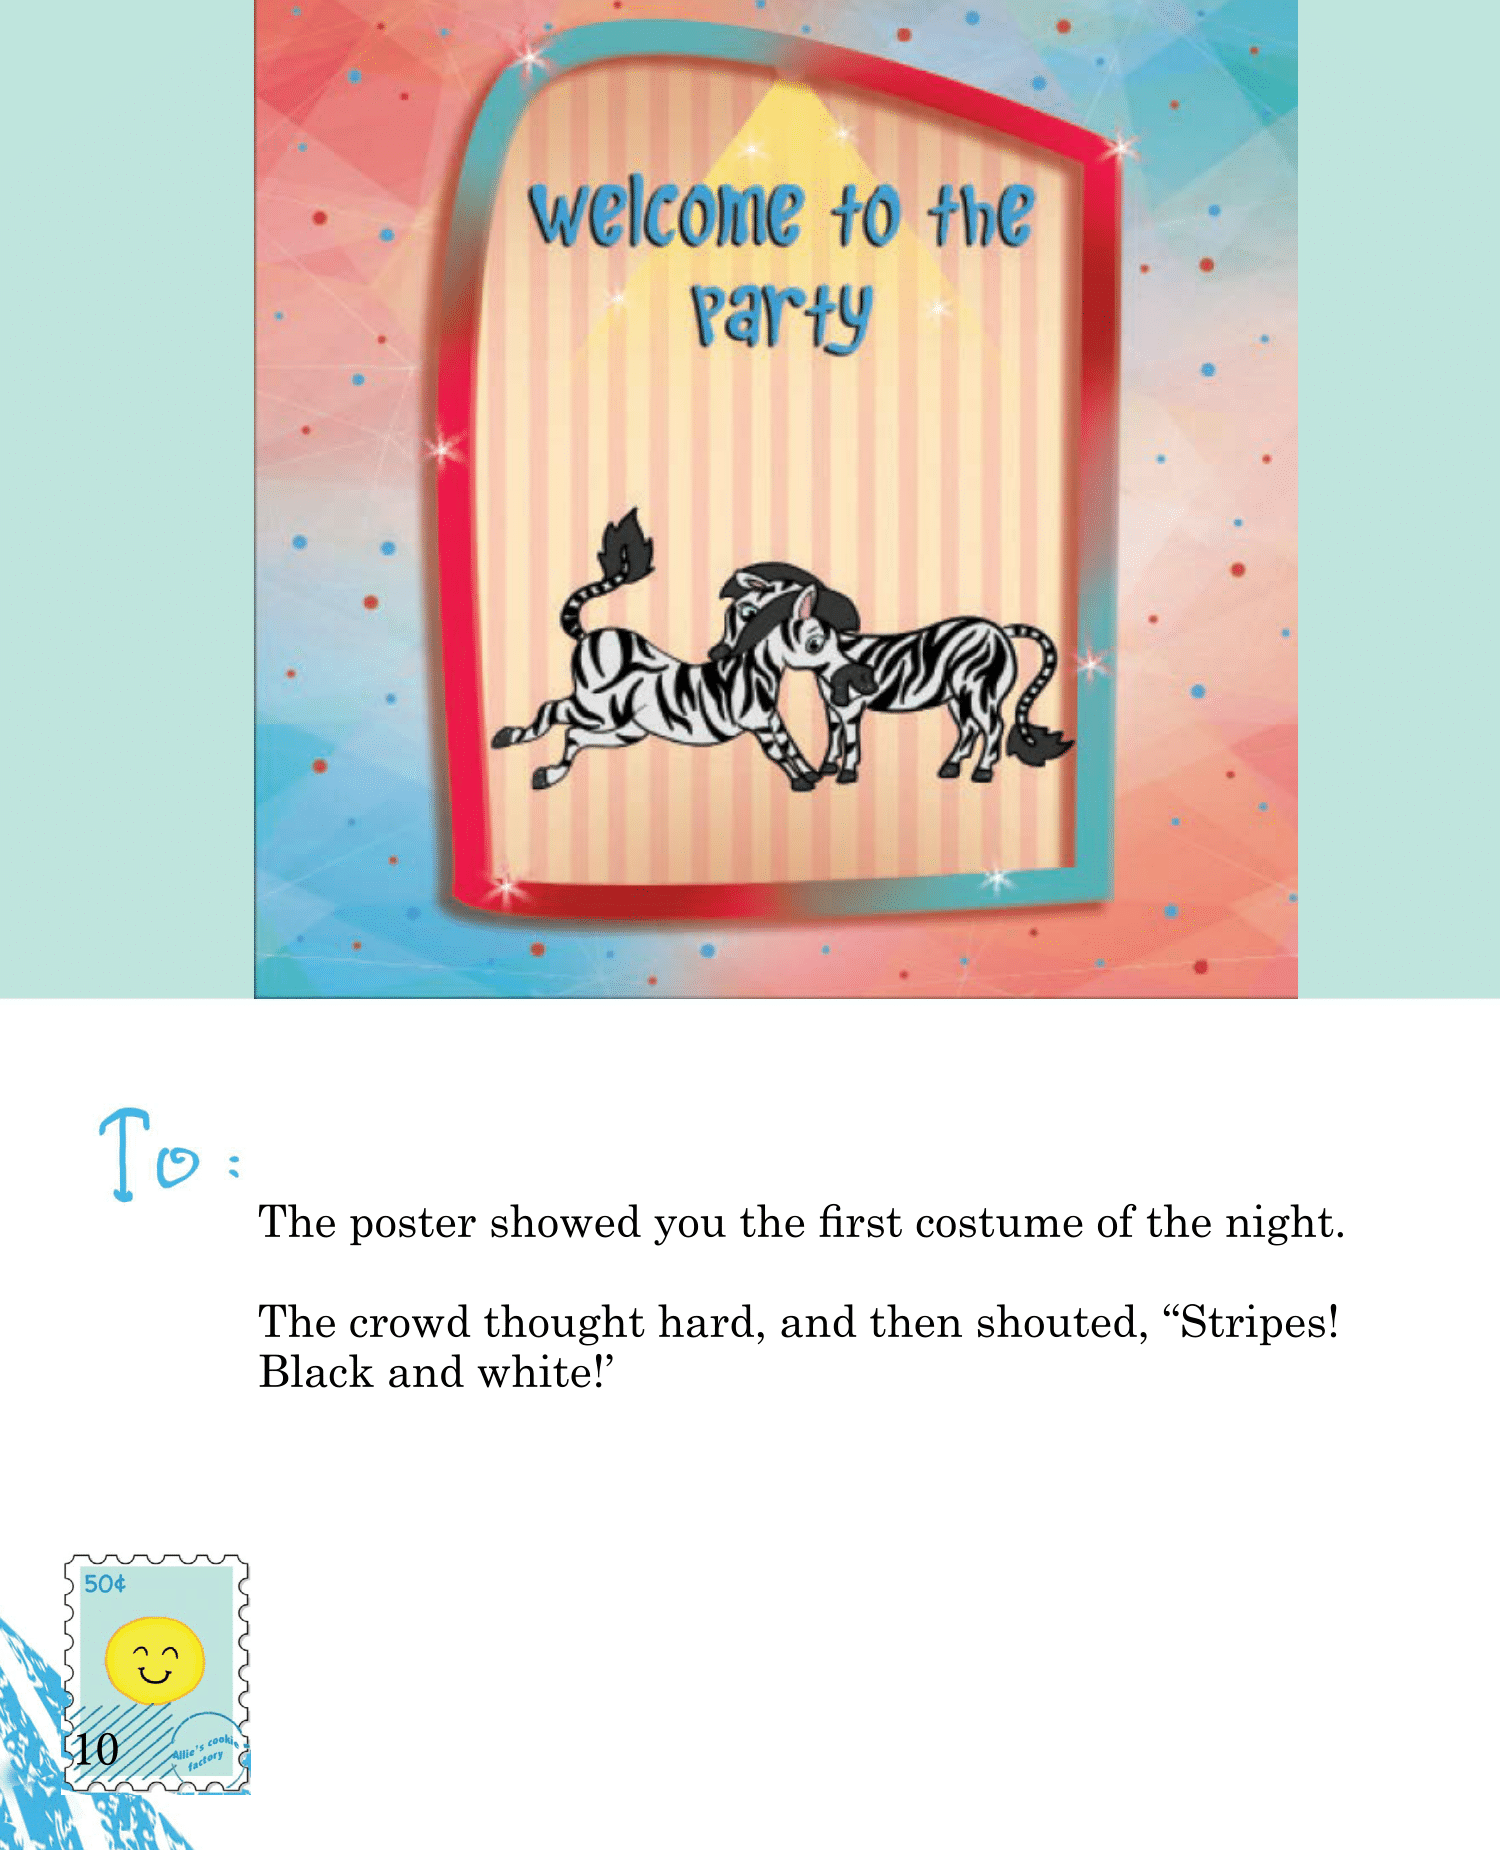 welcome to the
party
To:
The poster showed you the first costume of the night.
The crowd thought hard, and then shouted, “Stripes!
Black and white!’
50¢
10
Allie's cookie
factory